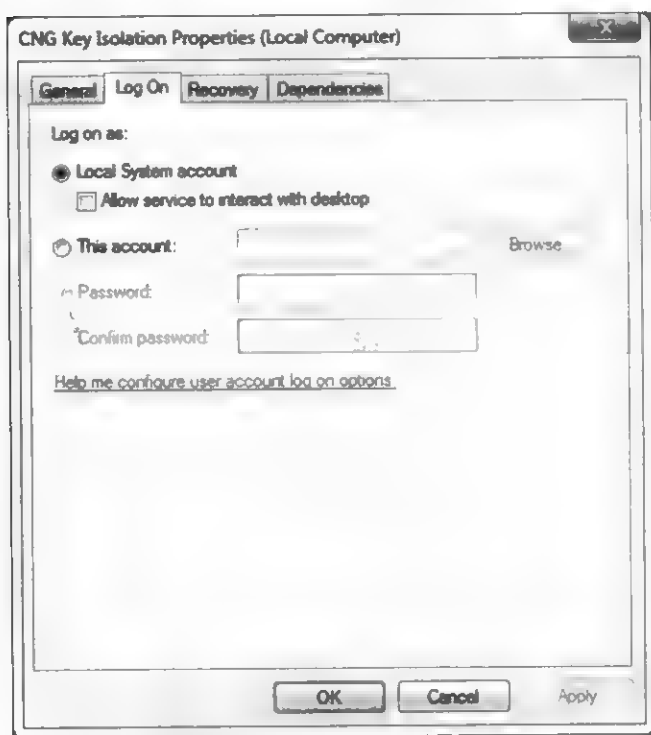 CNG Key Isolation Properties (Local Computer)
X
General Log On Recovery Dependencies
Log on as:
Local System account
Allow service to interact with desktop
This account:
Browse
Password:
Confirm password:
Help me configure user account log on options
OK Cancel Apply